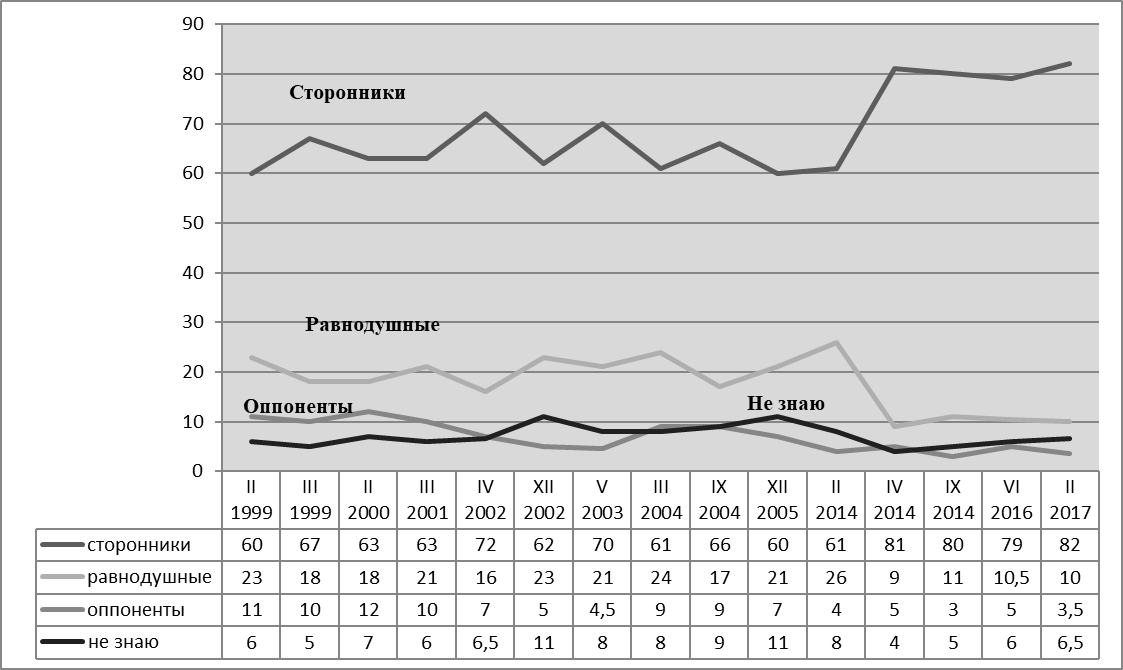 90
80
Сторонники
70
60
50
40
30
Равнодушные
20
Оппоненты
Не знаю
10
0
II III II III IV XII V III IX XII II IV IX VI II
1999 1999 2000 2001 2002 2002 2003 2004 2004 2005 2014 2014 2014 2016 2017
сторонники 60 67 63 63 72 62 70 61 66 60 61 81 80 79 82
равнодушные 23 18 18 21 16 23 21 24 17 21 26 9 11 10,5 10
оппоненты 11 10 12 10 7 5 4,5 9 9 7 4 5 3 5 3,5
не знаю 6 5 7 6 6,5 11 8 8 9 11 8 4 5 6 6,5